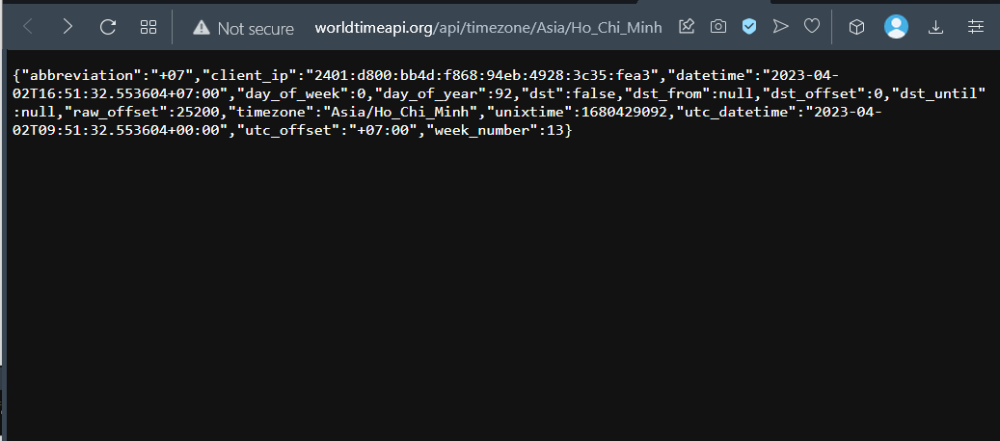 Not secure worldtimeapi.org/api/timezone/Asia/Ho_Chi_Minh
{"abbreviation":"+07","client_ip":"2401:d800:bb4d:f868:94eb:4928:3c35:fea3","datetime":"2023-04-
02T16:51:32.553604+07:00","day_of_week":0,"day_of_year":92,"dst":false,"dst_from":null,"dst_offset":0,"dst_until"
:null,"raw_offset":25200,"timezone":"Asia/Ho_Chi_Minh","unixtime":1680429092,"utc_datetime":"2023-04-
02T09:51:32.553604+00:00","utc_offset":"+07:00","week_number":13}